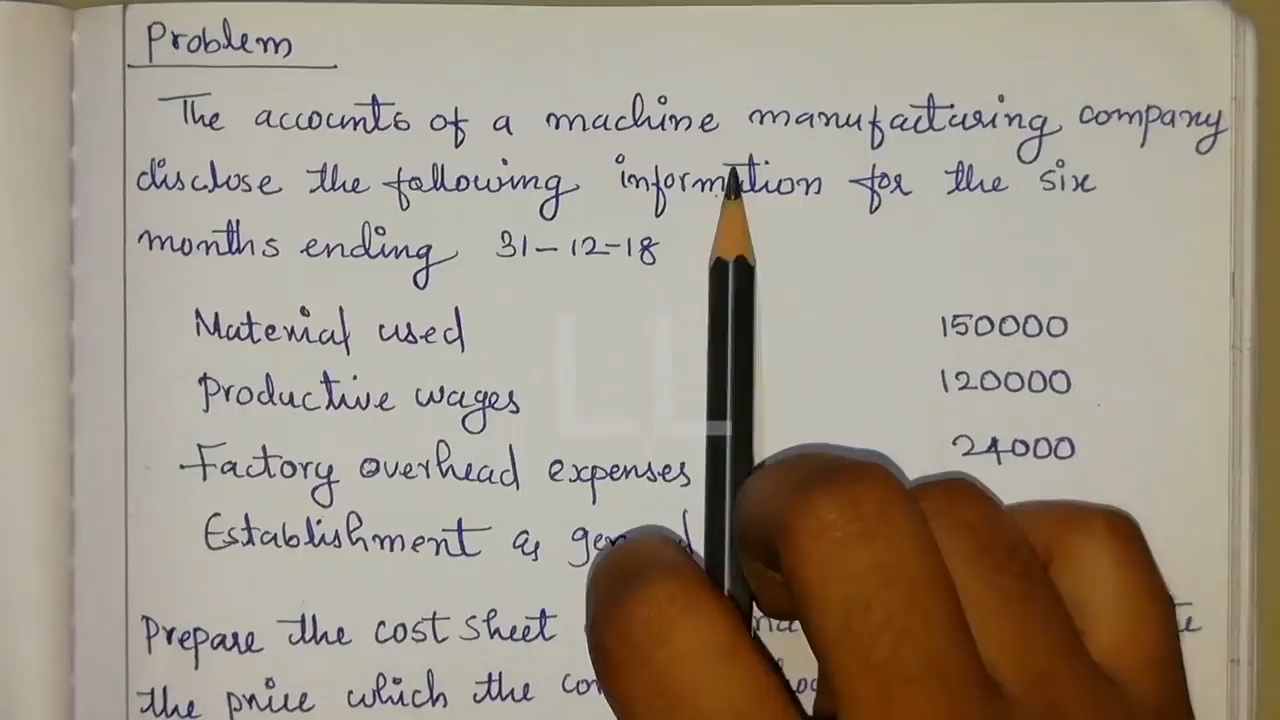 Problem
The accounts of a machine manufacturing company
disclose the following information for the six
months ending 31-12-18
Material used 150000
Productive wages 120000
Factory overhead expenses 24000
Establishment as
Prepare the cost sheet
the price which the
LL